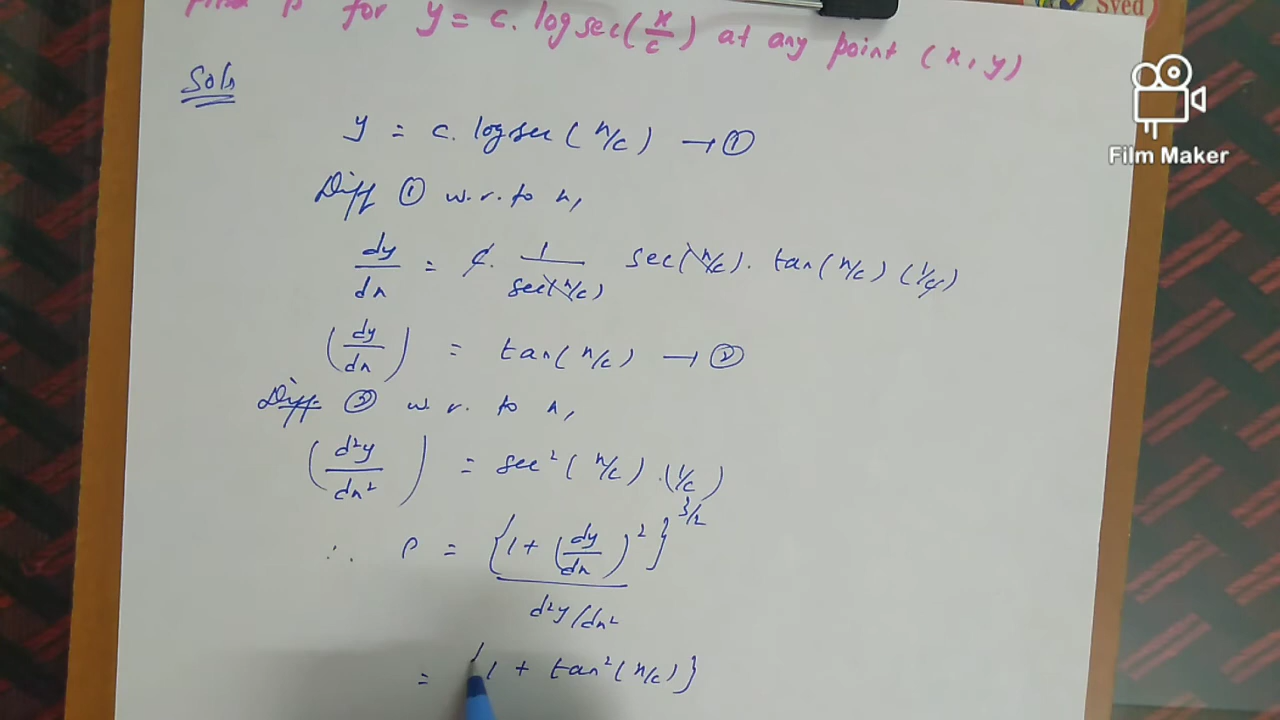 Find ρ for y = c. log sec(x/c) at any point (x, y)
Syed
Soln
Film Maker
y = c. log sec (x/c) → ①
Diff ① w.r.to x,
dy/dx = c. 1/sec(x/c) sec(x/c). tan(x/c) (1/c)
(dy/dx) = tan(x/c) → ②
Diff ② w r. to x,
(d²y/dx²) = sec² (x/c) .(1/c)
∴ ρ = {1 + (dy/dx)²}^3/2 / d²y/dx²
= {1 + tan²(x/c)}